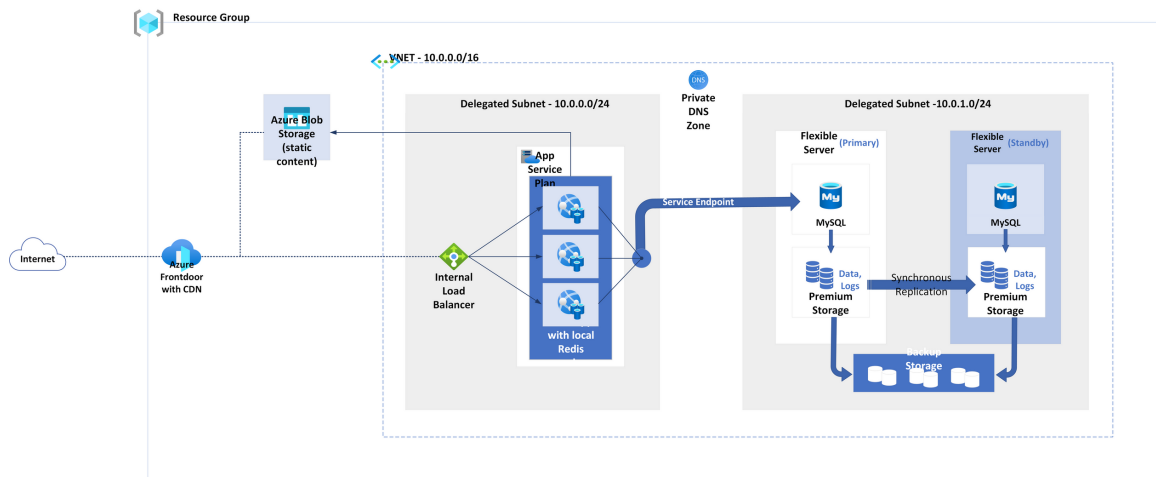 Resource Group
VNET - 10.0.0.0/16
DNS
Private
DNS
Zone
Delegated Subnet - 10.0.0.0/24
Delegated Subnet -10.0.1.0/24
Azure Blob
Storage
(static
content)
App
Service
Plan
Flexible
Server
(Primary)
Flexible
Server
(Standby)
Service Endpoint
My
MySQL
My
MySQL
Internet
Azure
Frontdoor
with CDN
Internal
Load
Balancer
with local
Redis
Data,
Logs
Premium
Storage
Synchronous
Replication
Data,
Logs
Premium
Storage
Backup
Storage